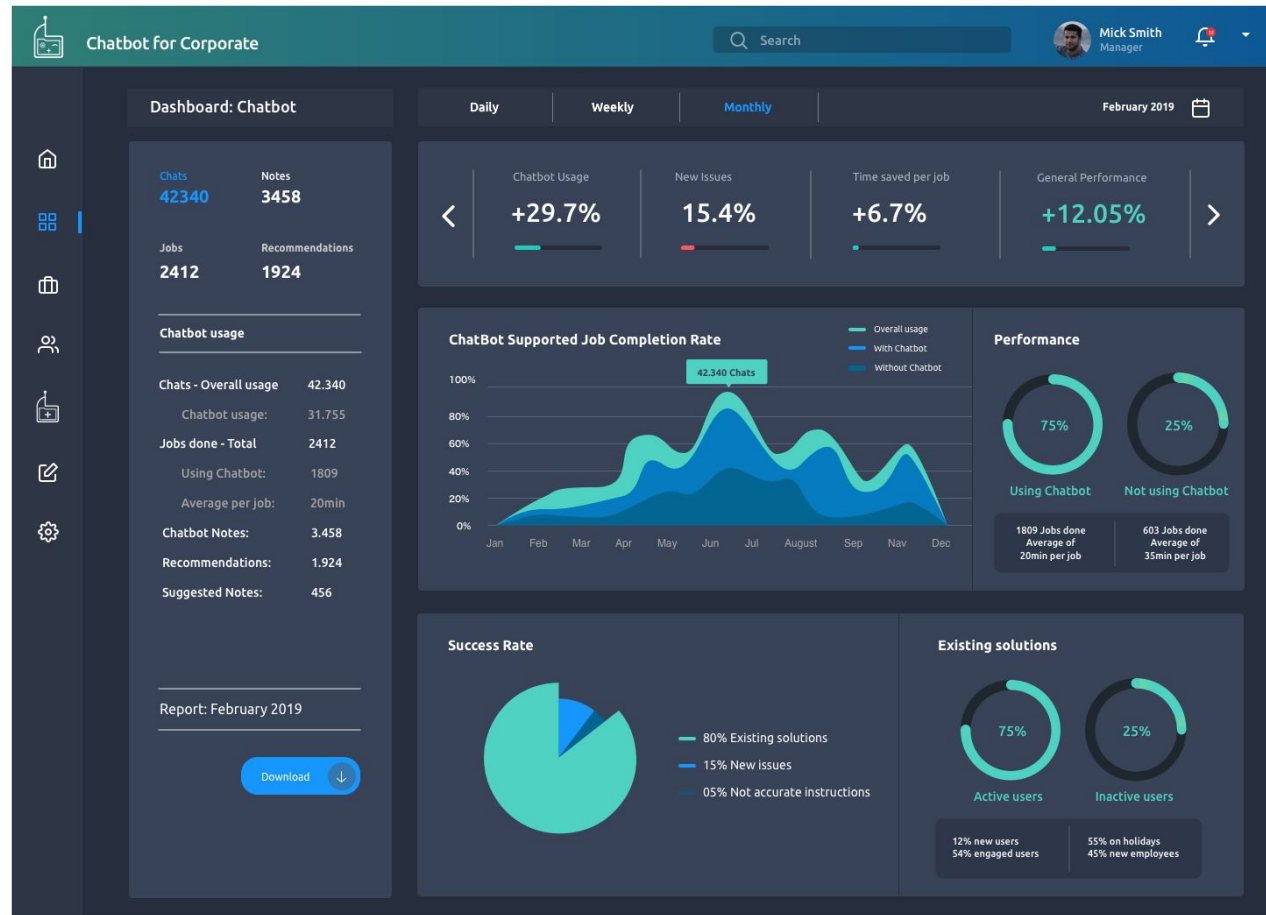 Chatbot for Corporate
Search
Mick Smith
Manager
Dashboard: Chatbot
Daily
Weekly
Monthly
February 2019
Chats
42340
Notes
3458
Jobs
2412
Recommendations
1924
Chatbot usage
Chats - Overall usage 42.340
Chatbot usage: 31.755
Jobs done - Total 2412
Using Chatbot: 1809
Average per job: 20min
Chatbot Notes: 3.458
Recommendations: 1.924
Suggested Notes: 456
Report: February 2019
Download
Chatbot Usage
+29.7%
New Issues
15.4%
Time saved per job
+6.7%
General Performance
+12.05%
ChatBot Supported Job Completion Rate
Overall usage
With Chatbot
Without Chatbot
42.340 Chats
100%
80%
60%
40%
20%
0%
Jan Feb Mar Apr May Jun Jul August Sep Nav Dec
Performance
75%
Using Chatbot
25%
Not using Chatbot
1809 Jobs done
Average of
20min per job
603 Jobs done
Average of
35min per job
Success Rate
80% Existing solutions
15% New issues
05% Not accurate instructions
Existing solutions
75%
Active users
25%
Inactive users
12% new users
54% engaged users
55% on holidays
45% new employees